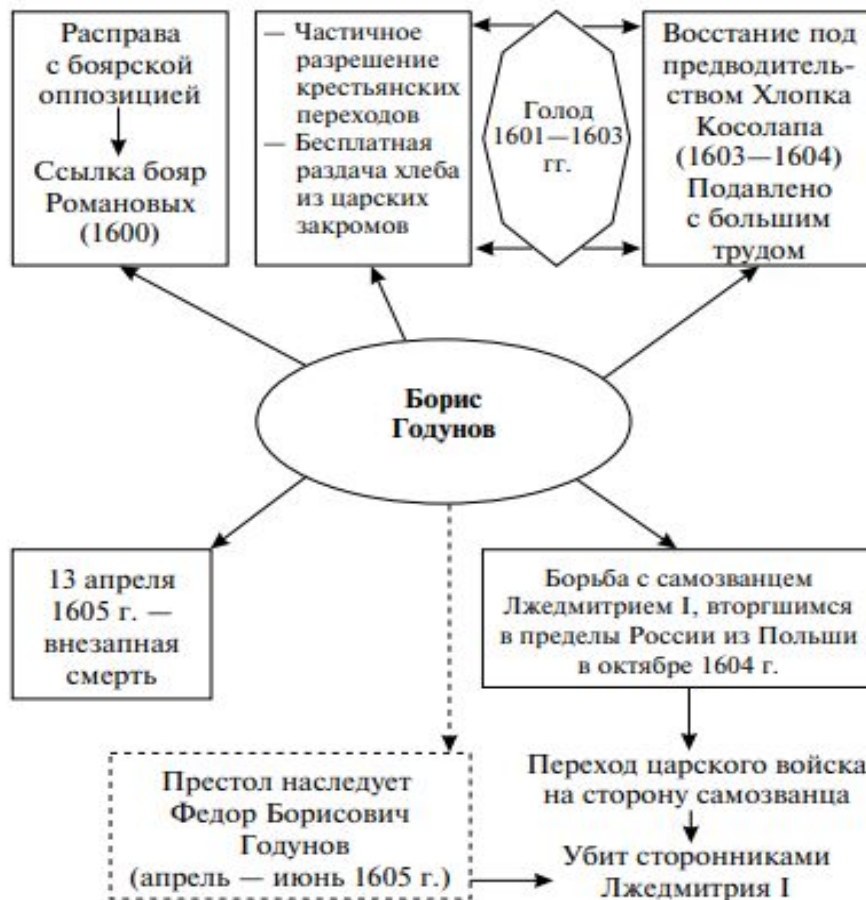 Расправа
с боярской
оппозицией
Ссылка бояр
Романовых
(1600)
— Частичное
разрешение
крестьянских
переходов
— Бесплатная
раздача хлеба
из царских
закромов
Голод
1601—1603
гг.
Восстание под
предводитель-
ством Хлопка
Косолапа
(1603—1604)
Подавлено
с большим
трудом
Борис
Годунов
13 апреля
1605 г. —
внезапная
смерть
Борьба с самозванцем
Лжедмитрием I, вторгшимся
в пределы России из Польши
в октябре 1604 г.
Престол наследует
Федор Борисович
Годунов
(апрель — июнь 1605 г.)
Переход царского войска
на сторону самозванца
Убит сторонниками
Лжедмитрия I